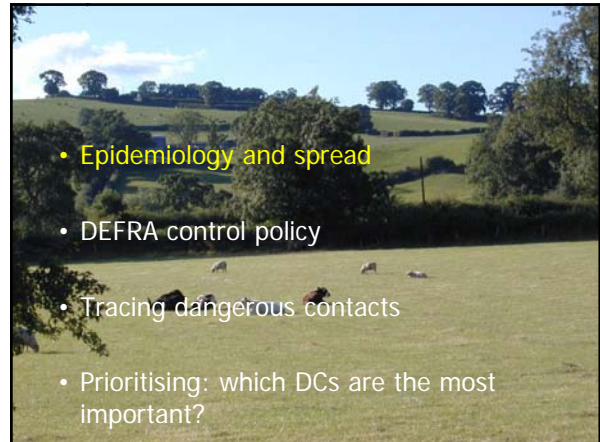 • Epidemiology and spread
• DEFRA control policy
• Tracing dangerous contacts
• Prioritising: which DCs are the most
important?